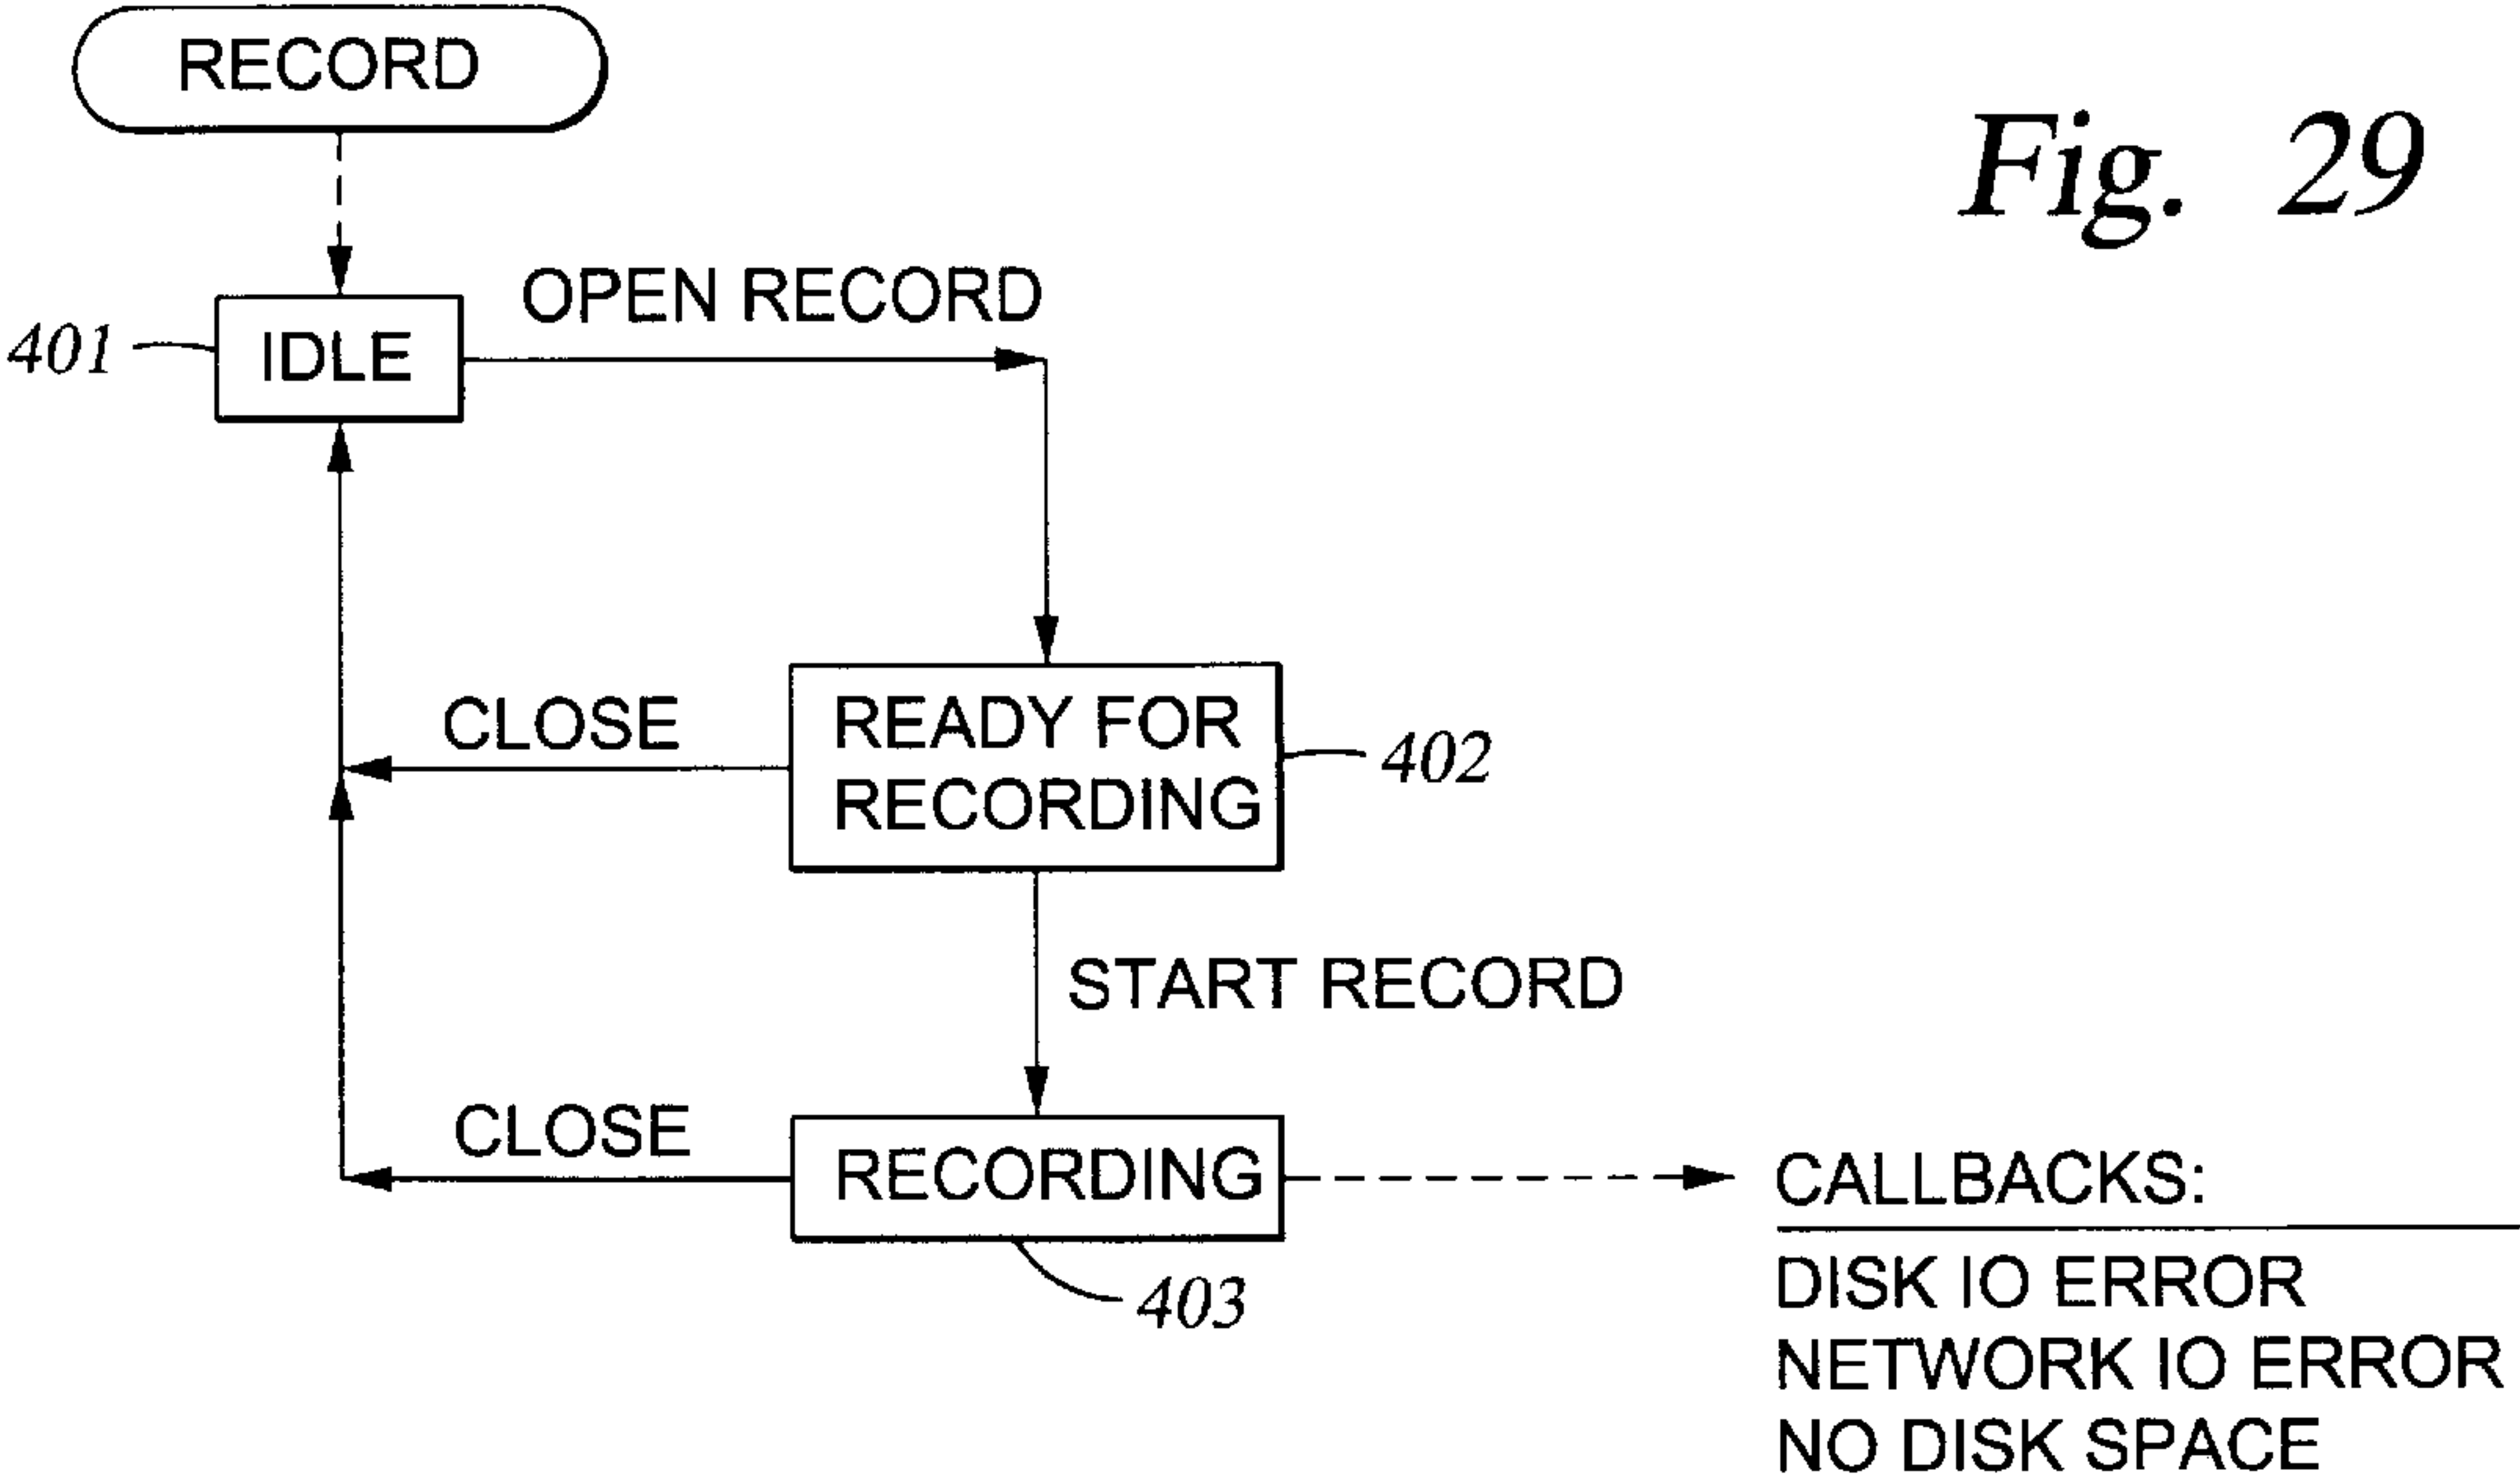 RECORD
Fig. 29
OPEN RECORD
401
IDLE
CLOSE
READY FOR
RECORDING
402
START RECORD
CLOSE
RECORDING
403
CALLBACKS:
DISK IO ERROR
NETWORK IO ERROR
NO DISK SPACE